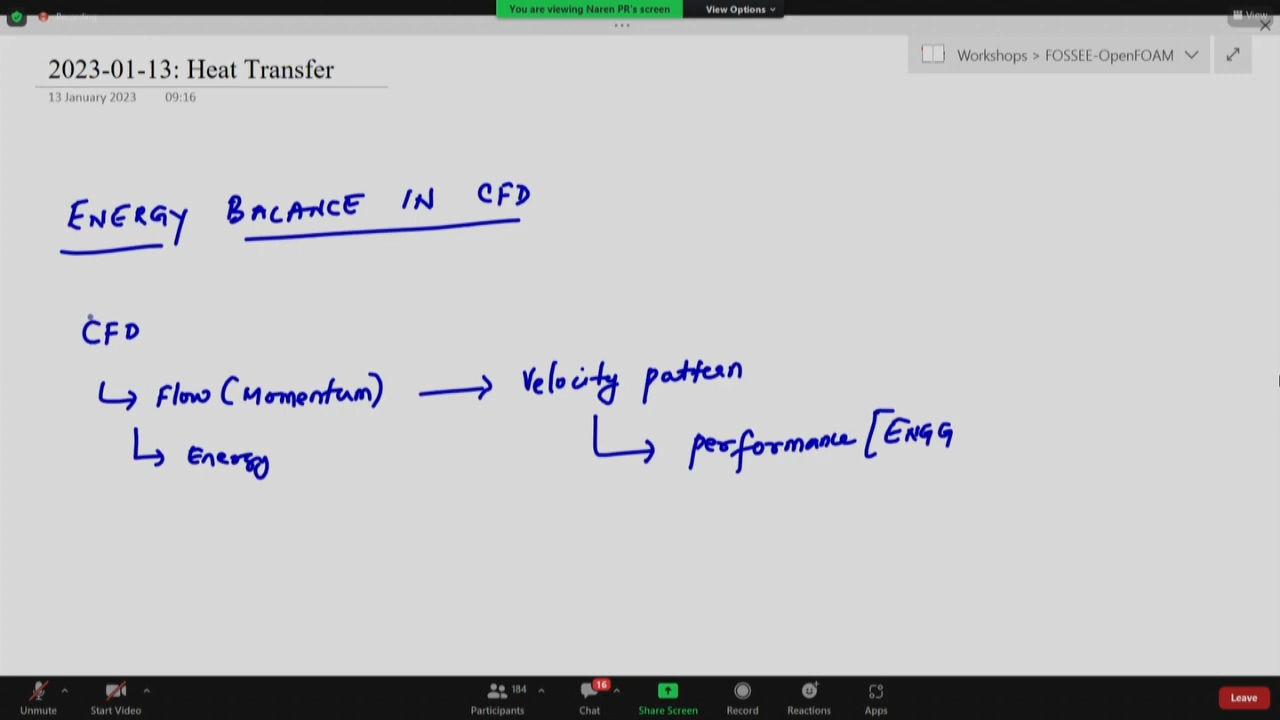 You are viewing Naren PR's screen View Options
Recording
View
2023-01-13: Heat Transfer
Workshops > FOSSEE-OpenFOAM
13 January 2023 09:16
ENERGY BALANCE IN CFD
CFD
Flow (Momentum) → Velocity pattern
Energy
performance [ENGG
Unmute Start Video Participants 184 Chat 16 Share Screen Record Reactions Apps Leave